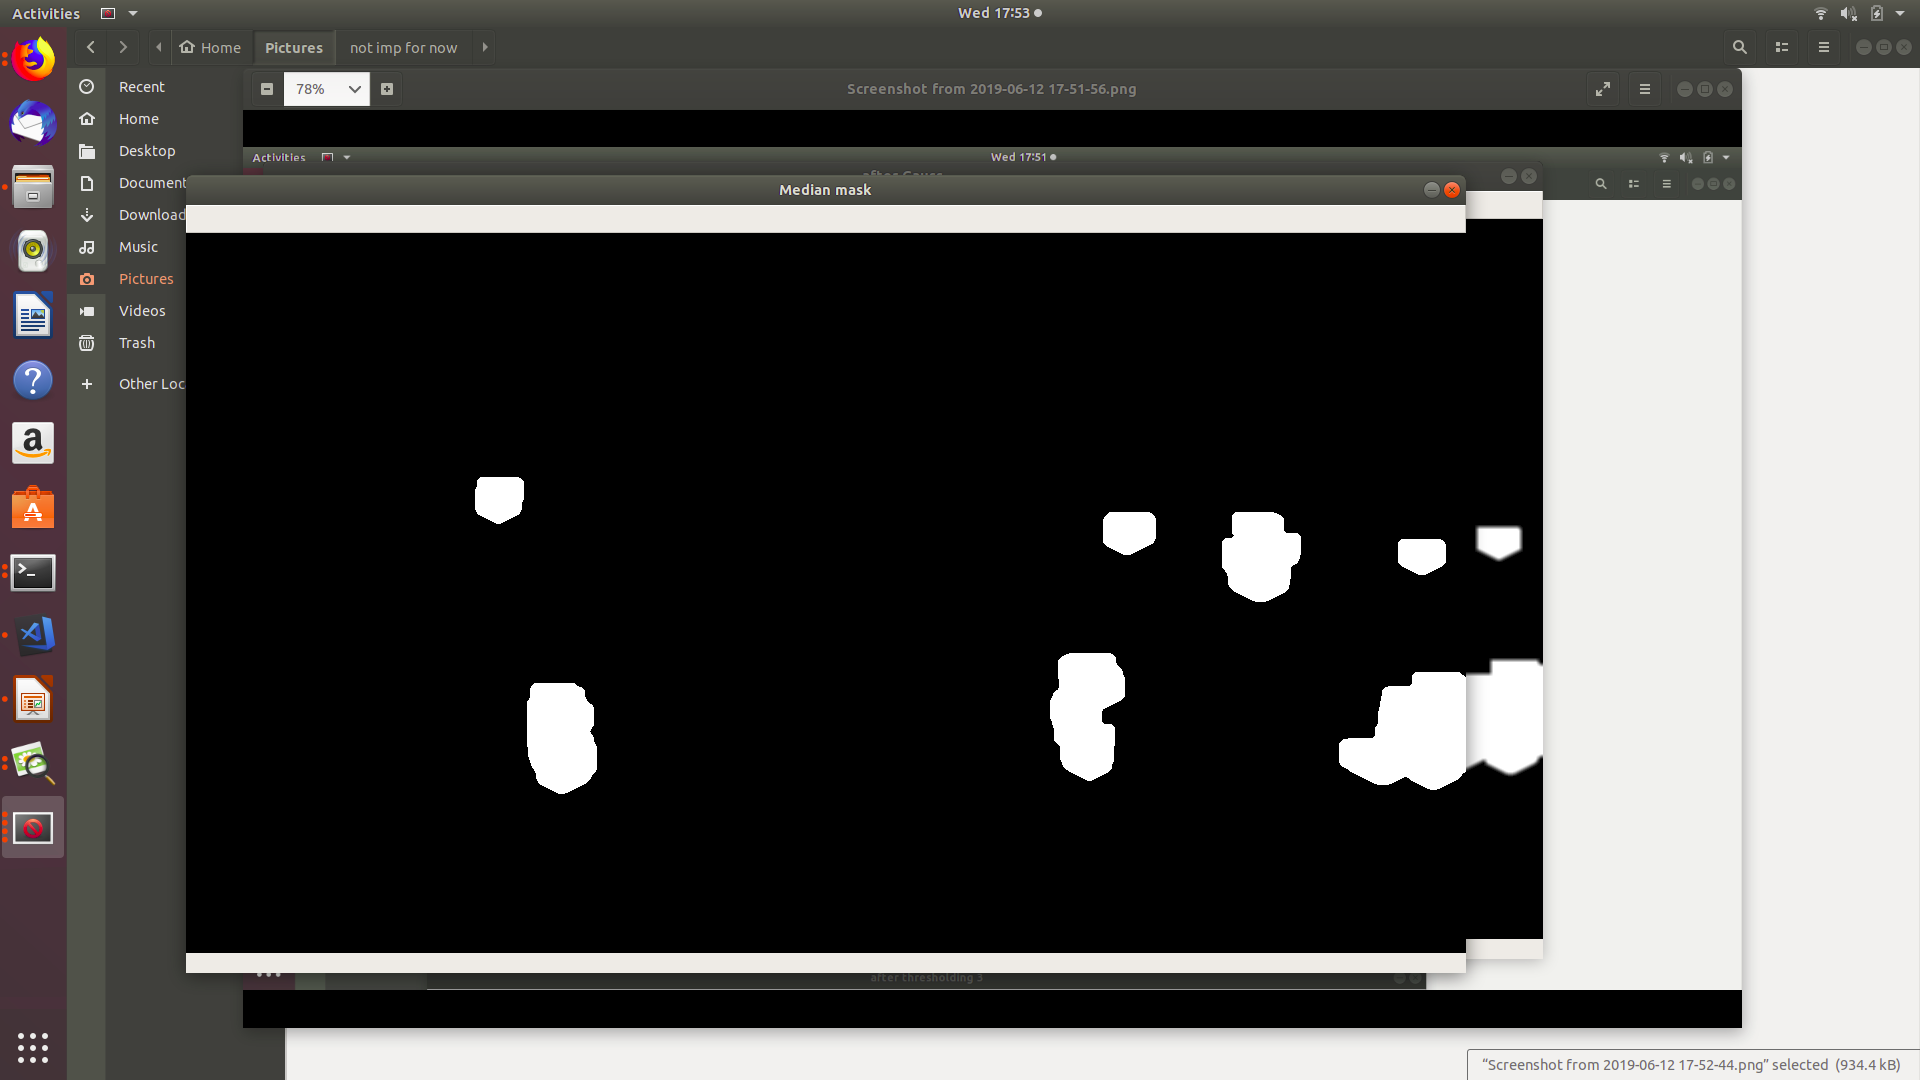 Activities
Wed 17:53
Home
Pictures
not imp for now
78%
Screenshot from 2019-06-12 17-51-56.png
Recent
Home
Desktop
Document
Download
Music
Pictures
Videos
Trash
Other Loc
Activities
Wed 17:51
Median mask
after thresholding 3
“Screenshot from 2019-06-12 17-52-44.png” selected (934.4 kB)